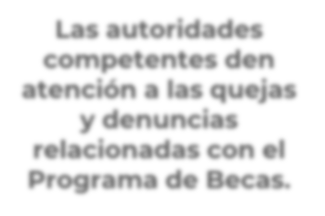 Las autoridades
competentes den
atención a las quejas
y denuncias
relacionadas con el
Programa de Becas.